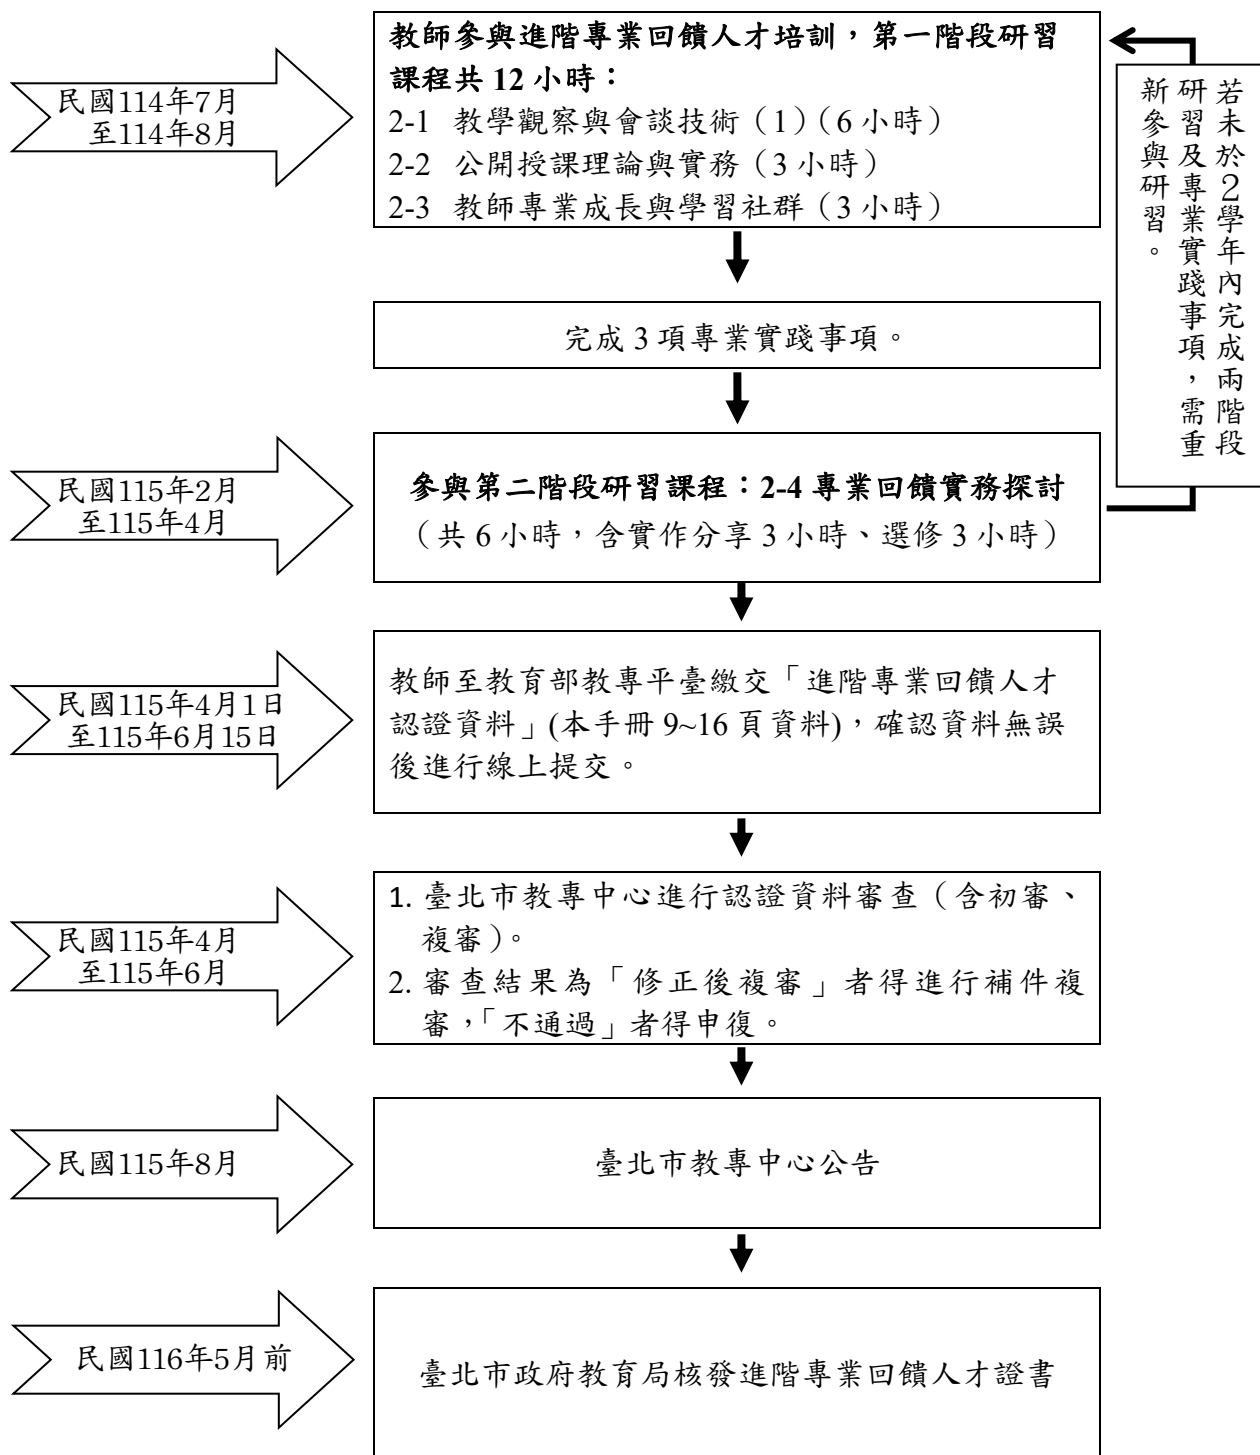 民國114年7月
至114年8月
教師參與進階專業回饋人才培訓，第一階段研習
課程共 12 小時：
2-1 教學觀察與會談技術（1）（6 小時）
2-2 公開授課理論與實務（3 小時）
2-3 教師專業成長與學習社群（3 小時）
若未於2學年內完成兩階段
研習及專業實踐事項，需重
新參與研習。
完成 3 項專業實踐事項。
民國115年2月
至115年4月
參與第二階段研習課程：2-4 專業回饋實務探討
（共 6 小時，含實作分享 3 小時、選修 3 小時）
民國115年4月1日
至115年6月15日
教師至教育部教專平臺繳交「進階專業回饋人才
認證資料」(本手冊 9~16 頁資料)，確認資料無誤
後進行線上提交。
民國115年4月
至115年6月
1. 臺北市教專中心進行認證資料審查（含初審、
複審）。
2. 審查結果為「修正後複審」者得進行補件複
審，「不通過」者得申復。
民國115年8月
臺北市教專中心公告
民國116年5月前
臺北市政府教育局核發進階專業回饋人才證書